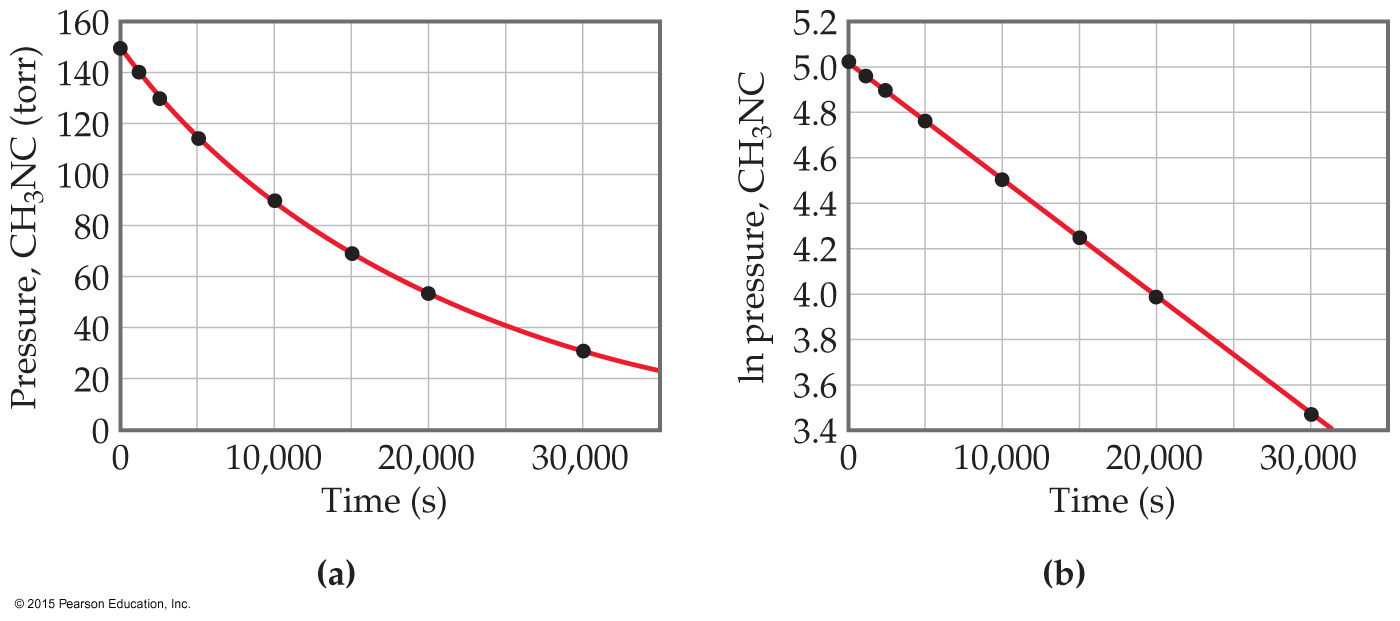 Pressure, CH₃NC (torr)
160
140
120
100
80
60
40
20
0
0 10,000 20,000 30,000
Time (s)
(a)
ln pressure, CH₃NC
5.2
5.0
4.8
4.6
4.4
4.2
4.0
3.8
3.6
3.4
0 10,000 20,000 30,000
Time (s)
(b)
© 2015 Pearson Education, Inc.